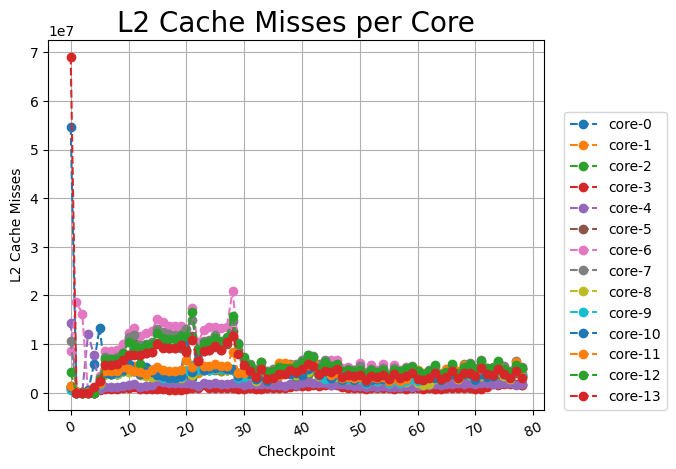 L2 Cache Misses per Core
1e7
7
6
5
4
3
2
1
0
L2 Cache Misses
0
10
20
30
40
50
60
70
80
Checkpoint
core-0
core-1
core-2
core-3
core-4
core-5
core-6
core-7
core-8
core-9
core-10
core-11
core-12
core-13